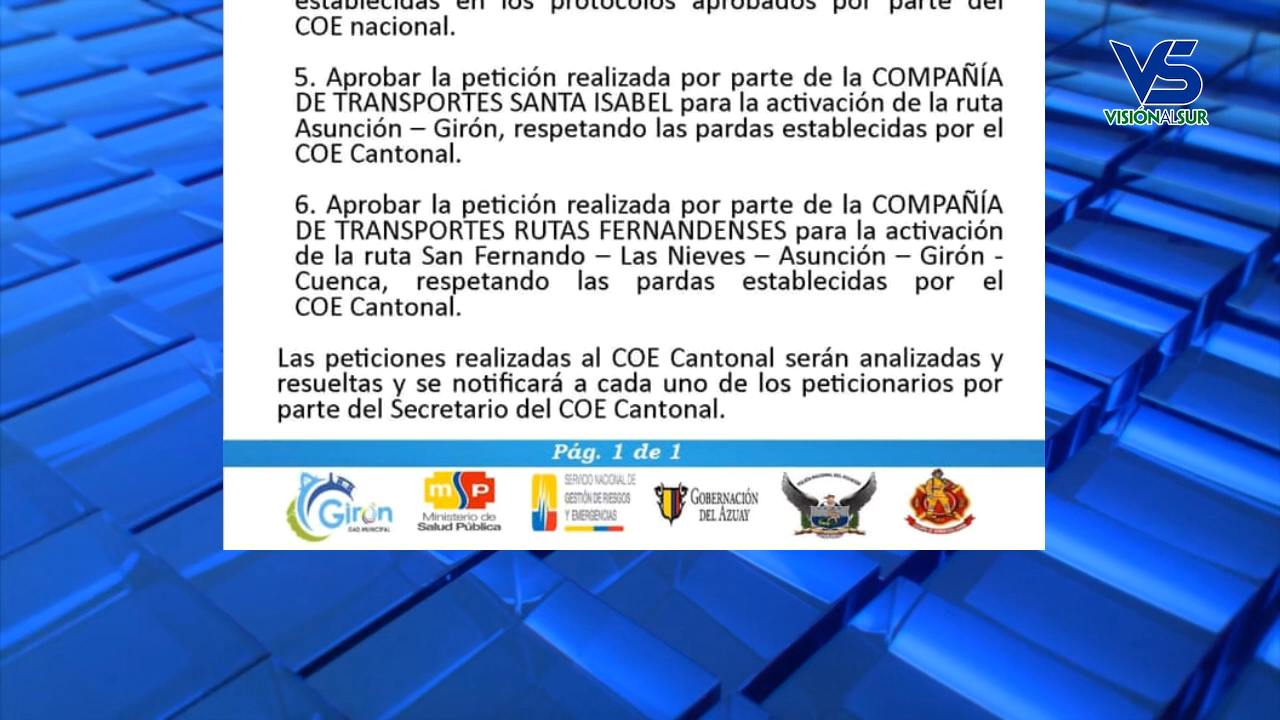 establecidas en los protocolos aprobados por parte del
COE nacional.
5. Aprobar la petición realizada por parte de la COMPAÑÍA
DE TRANSPORTES SANTA ISABEL para la activación de la ruta
Asunción – Girón, respetando las pardas establecidas por el
COE Cantonal.
6. Aprobar la petición realizada por parte de la COMPAÑÍA
DE TRANSPORTES RUTAS FERNANDENSES para la activación
de la ruta San Fernando – Las Nieves – Asunción – Girón -
Cuenca, respetando las pardas establecidas por el
COE Cantonal.
Las peticiones realizadas al COE Cantonal serán analizadas y
resueltas y se notificará a cada uno de los peticionarios por
parte del Secretario del COE Cantonal.
Pág. 1 de 1
Girón
GAD MUNICIPAL
msp
Ministerio de
Salud Pública
SERVICIO NACIONAL DE
GESTIÓN DE RIESGOS
Y EMERGENCIAS
GOBERNACIÓN
DEL AZUAY
POLICÍA NACIONAL DEL ECUADOR
VS
VISIÓNALSUR